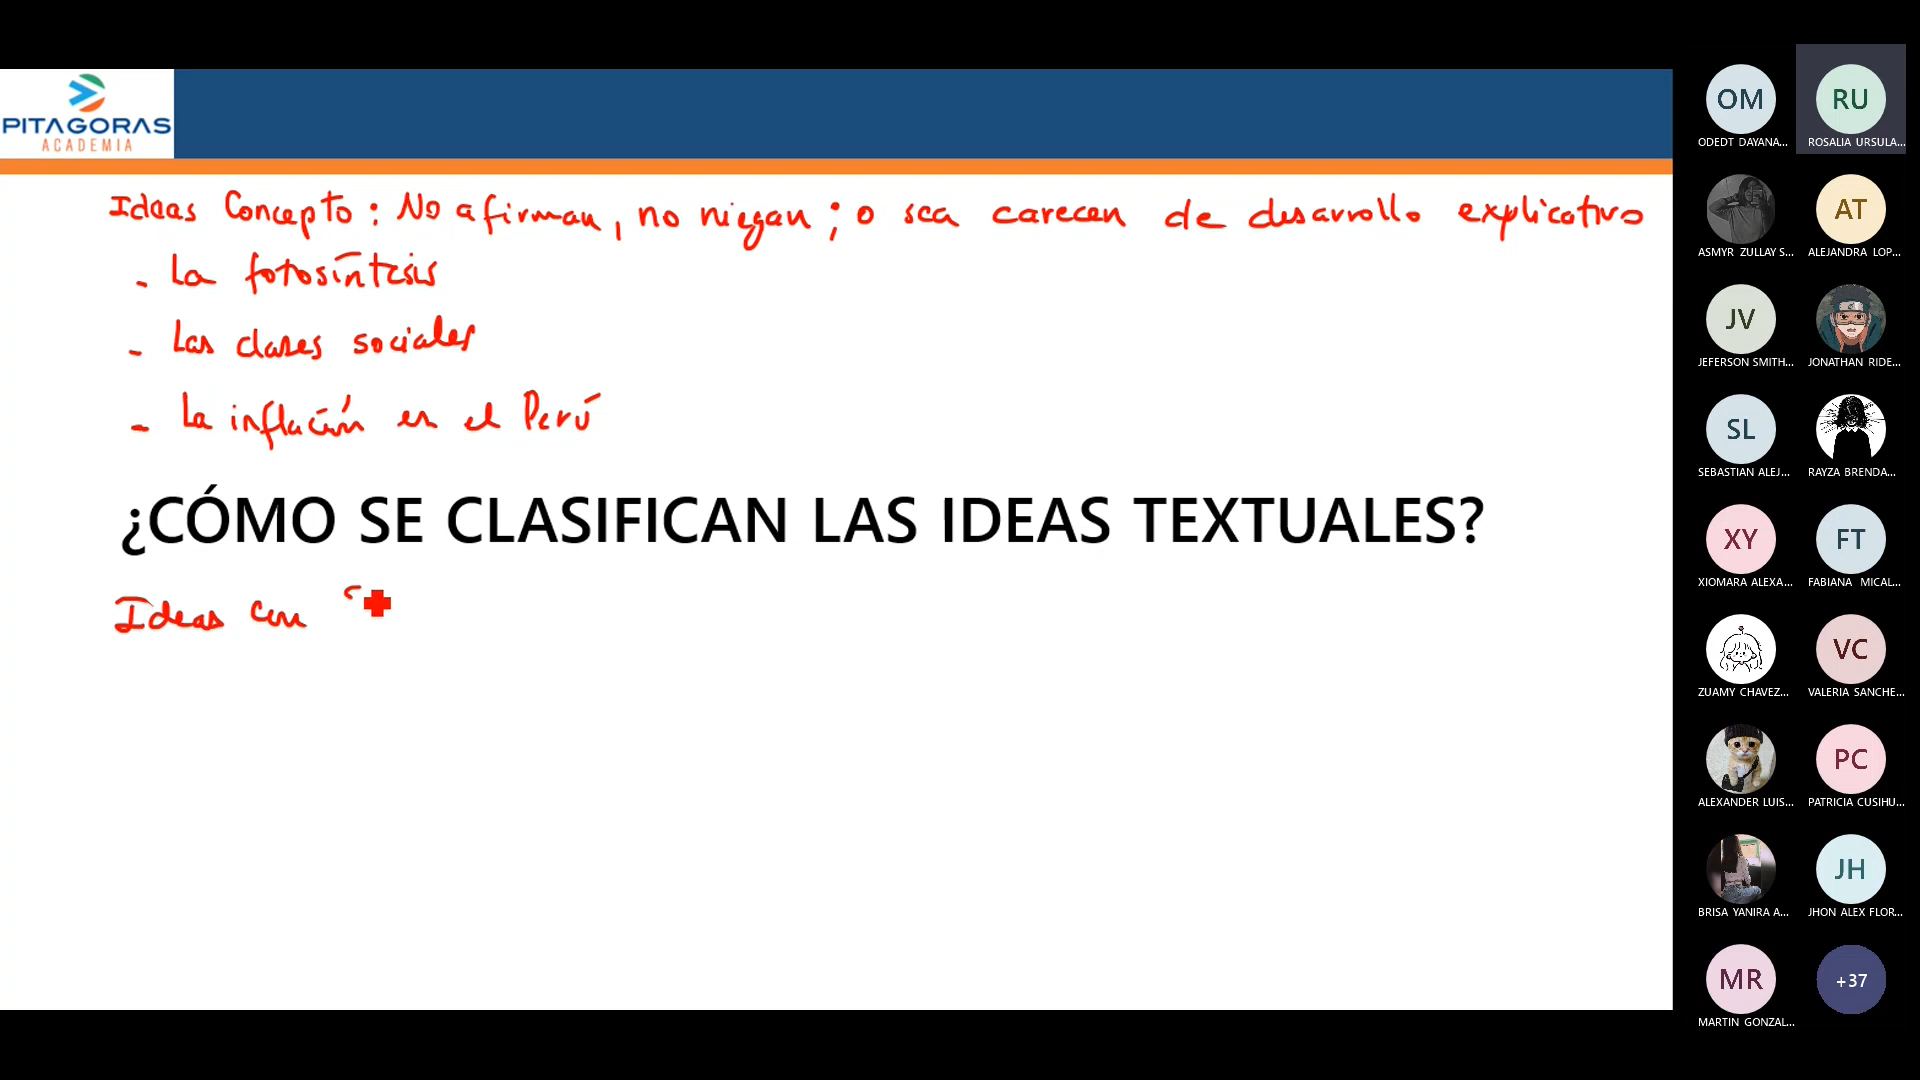 PITAGORAS
ACADEMIA
Ideas Concepto: No afirman, no niegan; o sea carecen de desarrollo explicativo
- La fotosíntesis
- Las clases sociales
- La inflación en el Perú
¿CÓMO SE CLASIFICAN LAS IDEAS TEXTUALES?
Ideas con
OM
ODEDT DAYANA...
RU
ROSALIA URSULA...
ASMYR ZULLAY S...
AT
ALEJANDRA LOP...
JV
JEFERSON SMITH...
JONATHAN RIDE...
SL
SEBASTIAN ALEJ...
RAYZA BRENDA...
XY
XIOMARA ALEXA...
FT
FABIANA MICAL...
ZUAMY CHAVEZ...
VC
VALERIA SANCHE...
ALEXANDER LUIS...
PC
PATRICIA CUSIHU...
BRISA YANIRA A...
JH
JHON ALEX FLOR...
MR
MARTIN GONZAL...
+37